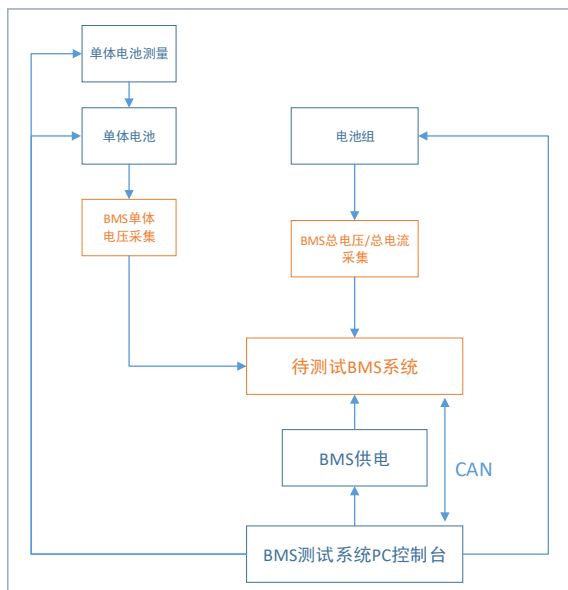 单体电池测量
单体电池
电池组
BMS单体
电压采集
BMS总电压/总电流
采集
待测试BMS系统
BMS供电
CAN
BMS测试系统PC控制台